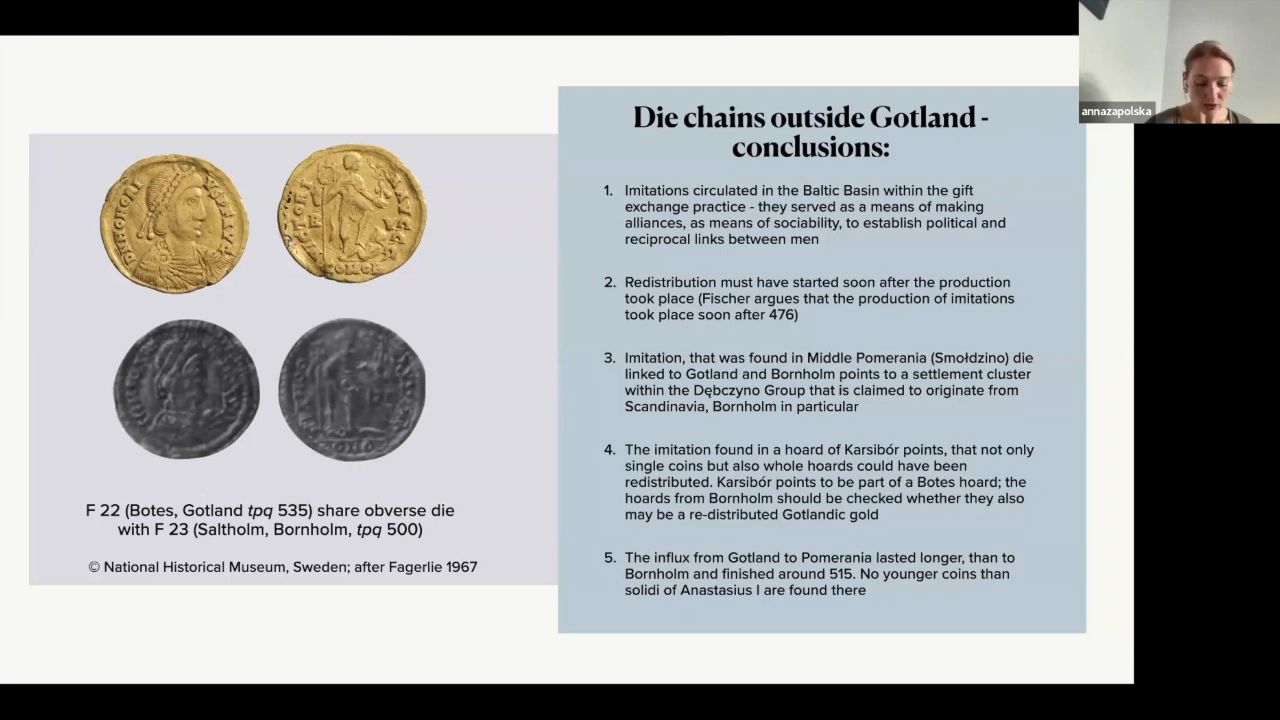 annazapolska
Die chains outside Gotland -
conclusions:
1. Imitations circulated in the Baltic Basin within the gift
exchange practice - they served as a means of making
alliances, as means of sociability, to establish political and
reciprocal links between men
2. Redistribution must have started soon after the production
took place (Fischer argues that the production of imitations
took place soon after 476)
3. Imitation, that was found in Middle Pomerania (Smołdzino) die
linked to Gotland and Bornholm points to a settlement cluster
within the Dębczyno Group that is claimed to originate from
Scandinavia, Bornholm in particular
4. The imitation found in a hoard of Karsibór points, that not only
single coins but also whole hoards could have been
redistributed. Karsibór points to be part of a Botes hoard; the
hoards from Bornholm should be checked whether they also
may be a re-distributed Gotlandic gold
5. The influx from Gotland to Pomerania lasted longer, than to
Bornholm and finished around 515. No younger coins than
solidi of Anastasius I are found there
F 22 (Botes, Gotland tpq 535) share obverse die
with F 23 (Saltholm, Bornholm, tpq 500)
© National Historical Museum, Sweden; after Fagerlie 1967